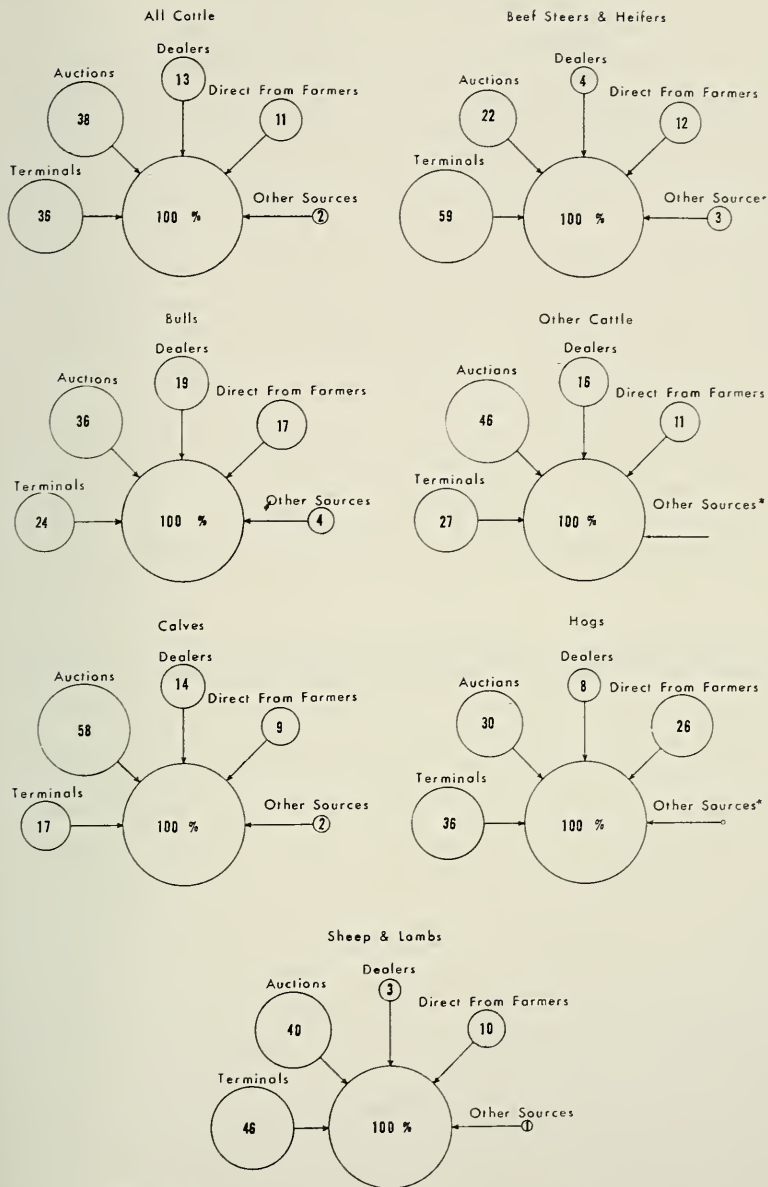 All Cattle
Dealers
13
Auctions
38
Direct From Farmers
11
Terminals
36
100 %
Other Sources
2
Beef Steers & Heifers
Dealers
4
Auctions
22
Direct From Farmers
12
Terminals
59
100 %
Other Source
3
Bulls
Dealers
19
Auctions
36
Direct From Farmers
17
Terminals
24
100 %
Other Sources
4
Other Cattle
Dealers
16
Auctians
46
Direct From Farmers
11
Terminals
27
100 %
Other Sources*
Calves
Dealers
14
Auctions
58
Direct From Farmers
9
Terminals
17
100 %
Other Sources
2
Hogs
Dealers
8
Auctians
30
Direct From Farmers
26
Terminals
36
100 %
Other Sources*
Sheep & Lambs
Dealers
3
Auctions
40
Direct From Farmers
10
Terminals
46
100 %
Other Sources
1